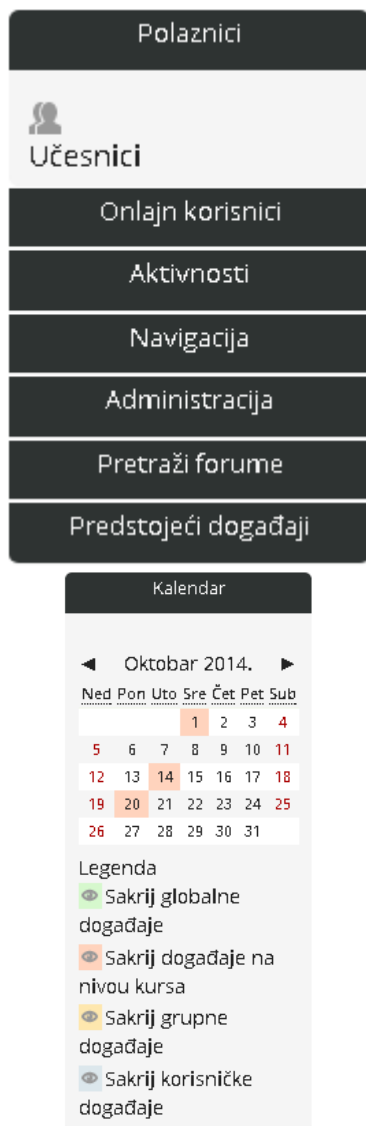 Polaznici
Učesnici
Onlajn korisnici
Aktivnosti
Navigacija
Administracija
Pretraži forume
Predstojeći događaji
Kalendar
◄ Oktobar 2014. ►
Ned Pon Uto Sre Čet Pet Sub
1 2 3 4
5 6 7 8 9 10 11
12 13 14 15 16 17 18
19 20 21 22 23 24 25
26 27 28 29 30 31
Legenda
Sakrij globalne
događaje
Sakrij događaje na
nivou kursa
Sakrij grupne
događaje
Sakrij korisničke
događaje